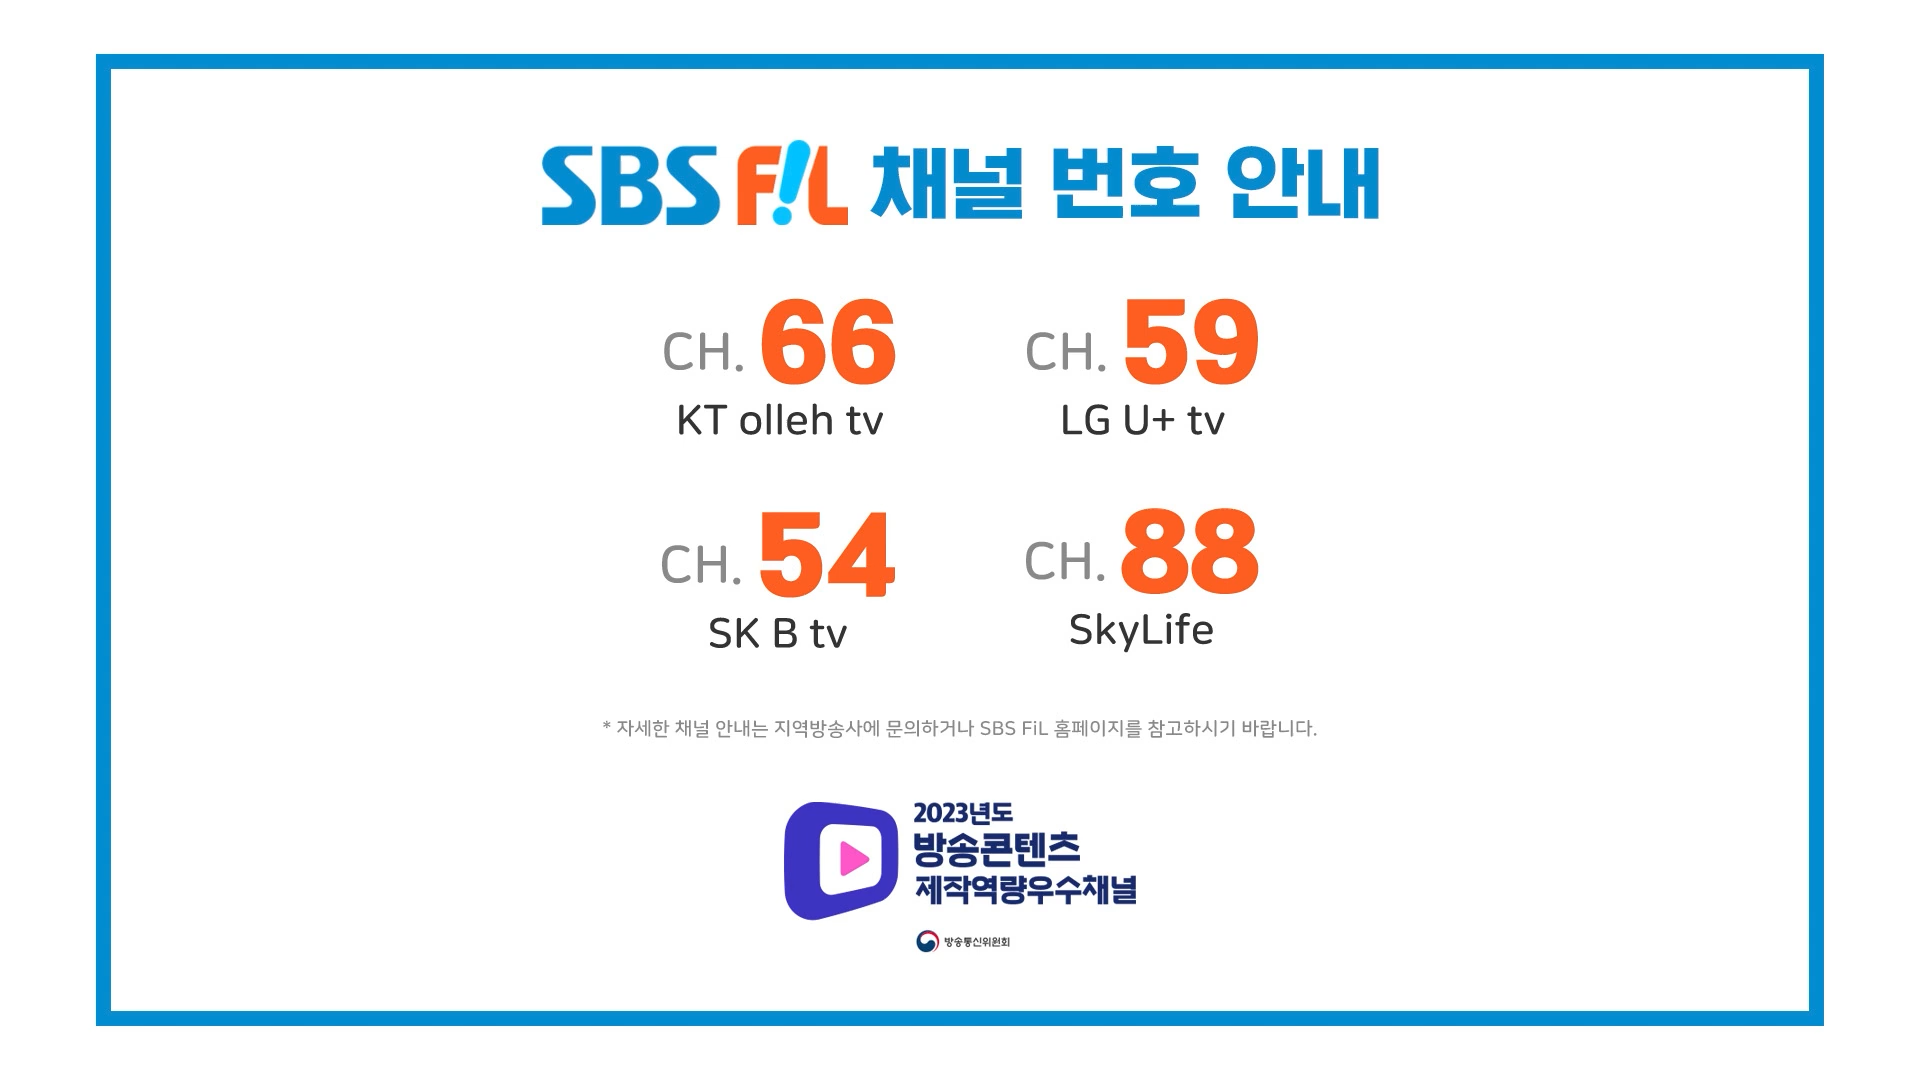 SBS F!L 채널 번호 안내
CH. 66
KT olleh tv
CH. 59
LG U+ tv
CH. 54
SK B tv
CH. 88
SkyLife
* 자세한 채널 안내는 지역방송사에 문의하거나 SBS FiL 홈페이지를 참고하시기 바랍니다.
2023년도
방송콘텐츠
제작역량우수채널
방송통신위원회